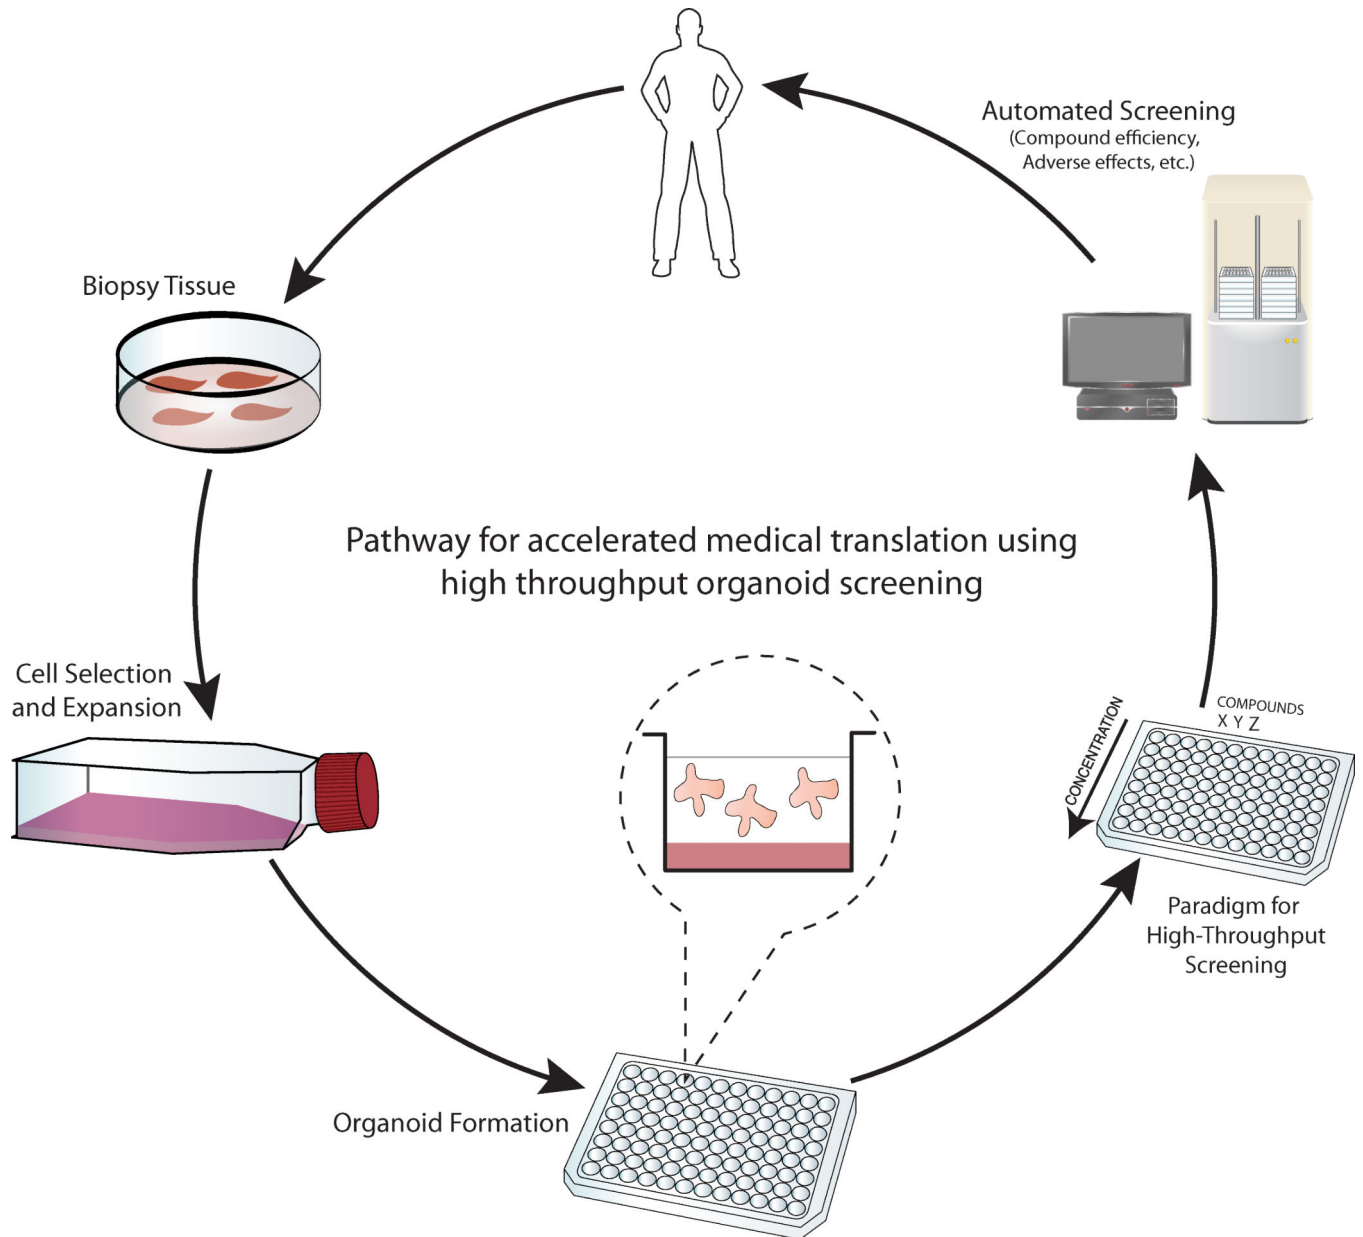 Automated Screening
(Compound efficiency,
Adverse effects, etc.)
Biopsy Tissue
Pathway for accelerated medical translation using
high throughput organoid screening
Cell Selection
and Expansion
COMPOUNDS
X Y Z
CONCENTRATION
Paradigm for
High-Throughput
Screening
Organoid Formation